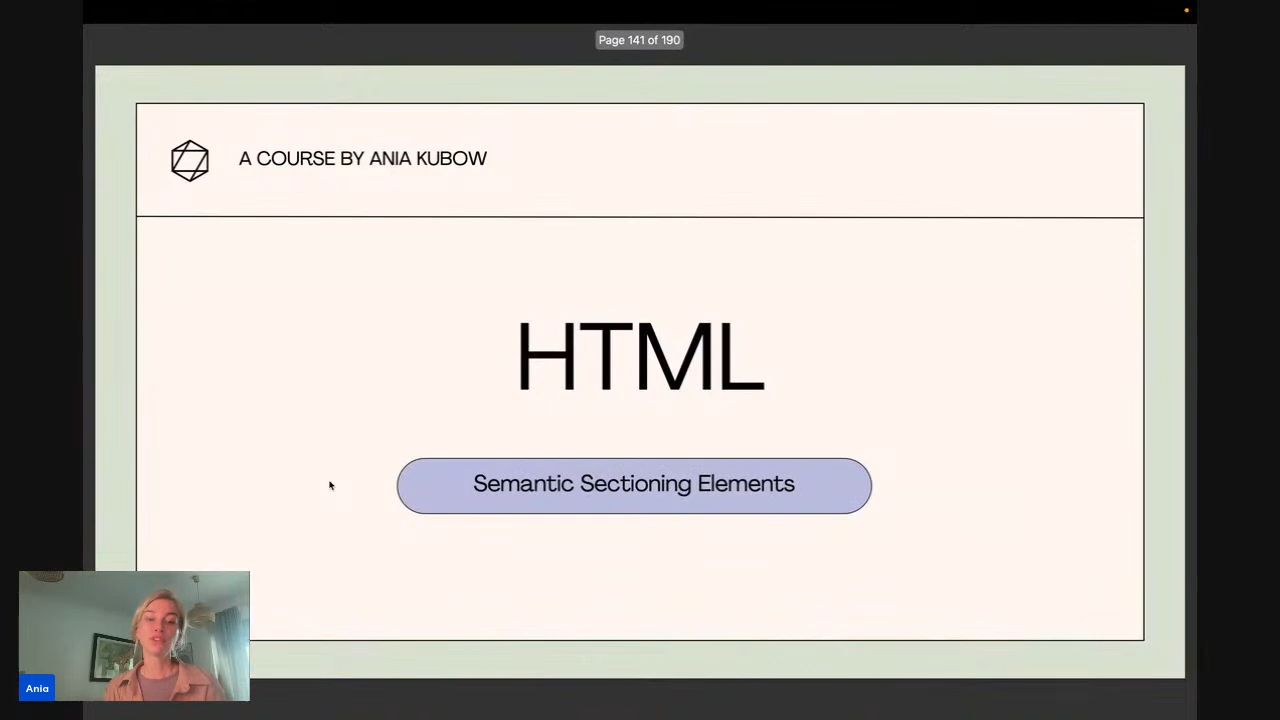 Page 141 of 190
A COURSE BY ANIA KUBOW
HTML
Semantic Sectioning Elements
Ania